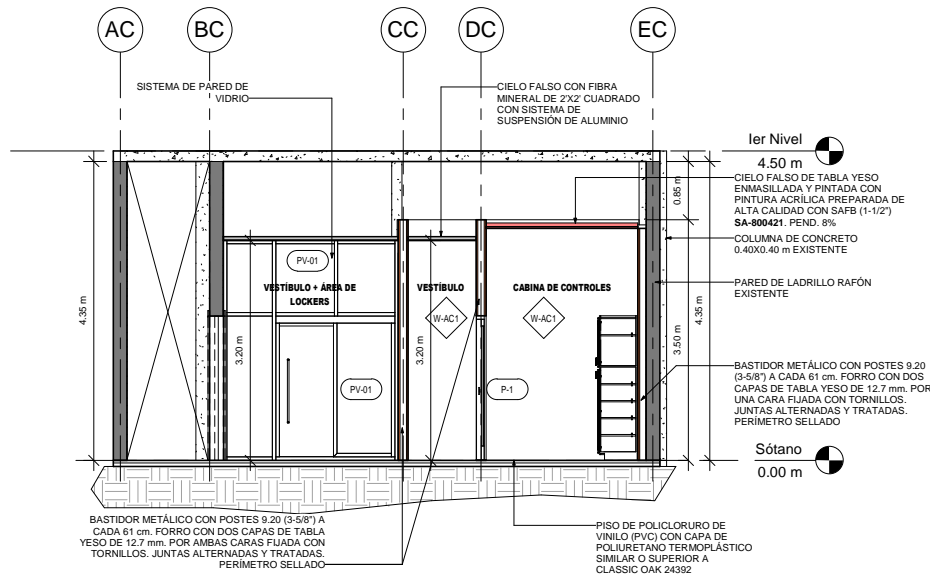 AC
BC
CC
DC
EC
SISTEMA DE PARED DE
VIDRIO
CIELO FALSO CON FIBRA
MINERAL DE 2'X2' CUADRADO
CON SISTEMA DE
SUSPENSIÓN DE ALUMINIO
Ier Nivel
4.50 m
CIELO FALSO DE TABLA YESO
ENMASILLADA Y PINTADA CON
PINTURA ACRÍLICA PREPARADA DE
ALTA CALIDAD CON SAFB (1-1/2")
SA-800421. PEND. 8%
COLUMNA DE CONCRETO
0.40X0.40 m EXISTENTE
PARED DE LADRILLO RAFÓN
EXISTENTE
0.85 m
4.35 m
3.50 m
4.35 m
PV-01
VESTÍBULO + ÁREA DE
LOCKERS
VESTÍBULO
CABINA DE CONTROLES
W-AC1
W-AC1
3.20 m
3.20 m
PV-01
P-1
BASTIDOR METÁLICO CON POSTES 9.20
(3-5/8") A CADA 61 cm. FORRO CON DOS
CAPAS DE TABLA YESO DE 12.7 mm. POR
UNA CARA FIJADA CON TORNILLOS.
JUNTAS ALTERNADAS Y TRATADAS.
PERÍMETRO SELLADO
Sótano
0.00 m
BASTIDOR METÁLICO CON POSTES 9.20 (3-5/8") A
CADA 61 cm. FORRO CON DOS CAPAS DE TABLA
YESO DE 12.7 mm. POR AMBAS CARAS FIJADA CON
TORNILLOS. JUNTAS ALTERNADAS Y TRATADAS.
PERÍMETRO SELLADO
PISO DE POLICLORURO DE
VINILO (PVC) CON CAPA DE
POLIURETANO TERMOPLÁSTICO
SIMILAR O SUPERIOR A
CLASSIC OAK 24392